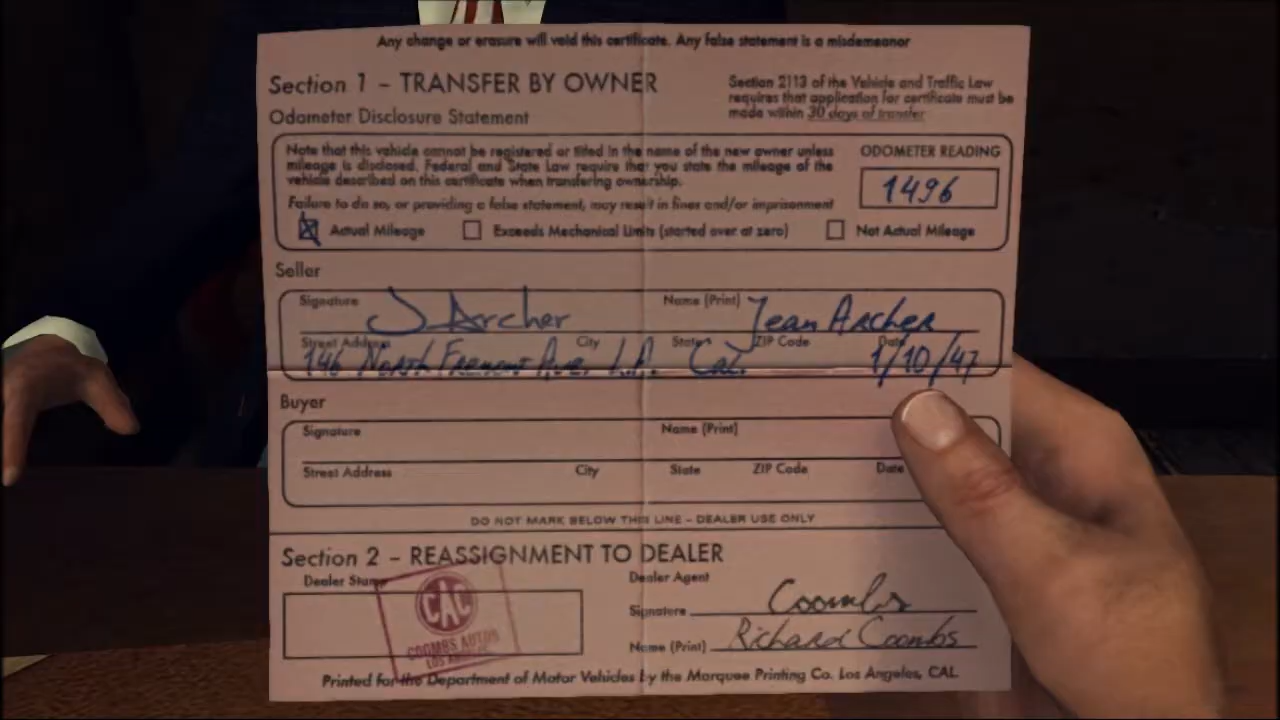 Any change or erasure will void this certificate. Any false statement is a misdemeanor
Section 1 - TRANSFER BY OWNER
Section 2113 of the Vehicle and Traffic Law
requires that application for certificate must be
made within 30 days of transfer
Odometer Disclosure Statement
Note that this vehicle cannot be registered or titled in the name of the new owner unless
mileage is disclosed. Federal and State Law require that you state the mileage of the
vehicle described on this certificate when transferring ownership.
Failure to do so, or providing a false statement, may result in fines and/or imprisonment
ODOMETER READING
1496
Actual Mileage Exceeds Mechanical Limits (started over at zero) Not Actual Mileage
Seller
Signature J Archer Name (Print) Jean Archer
Street Address City State ZIP Code Date
146 North Fremont Ave. L.A. Cal. 1/10/47
Buyer
Signature Name (Print)
Street Address City State ZIP Code Date
DO NOT MARK BELOW THIS LINE - DEALER USE ONLY
Section 2 - REASSIGNMENT TO DEALER
Dealer Stamp
CAC
COOMBS AUTOS
LOS ANGELES
Dealer Agent
Signature Coombs
Name (Print) Richard Coombs
Printed for the Department of Motor Vehicles by the Marquee Printing Co. Los Angeles, CAL